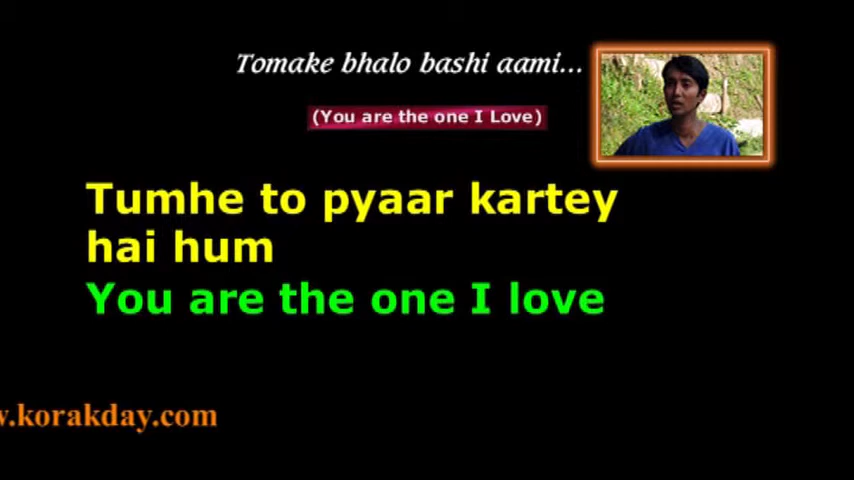 Tomake bhalo bashi aami...
(You are the one I Love)
Tumhe to pyaar kartey
hai hum
You are the one I love
w.korakday.com